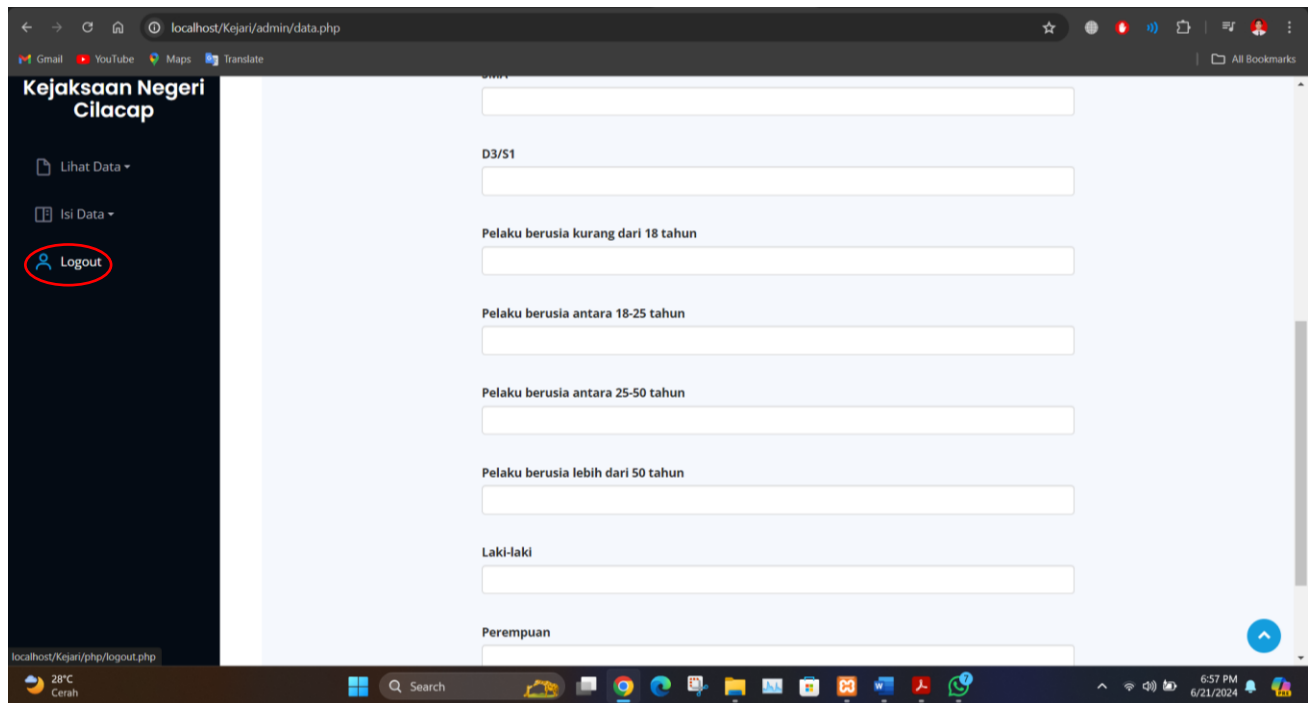 localhost/Kejari/admin/data.php
Gmail YouTube Maps Translate All Bookmarks
Kejaksaan Negeri
Cilacap
Lihat Data
Isi Data
Logout
D3/S1
Pelaku berusia kurang dari 18 tahun
Pelaku berusia antara 18-25 tahun
Pelaku berusia antara 25-50 tahun
Pelaku berusia lebih dari 50 tahun
Laki-laki
Perempuan
localhost/Kejari/php/logout.php
28°C
Cerah
Search
6:57 PM
6/21/2024